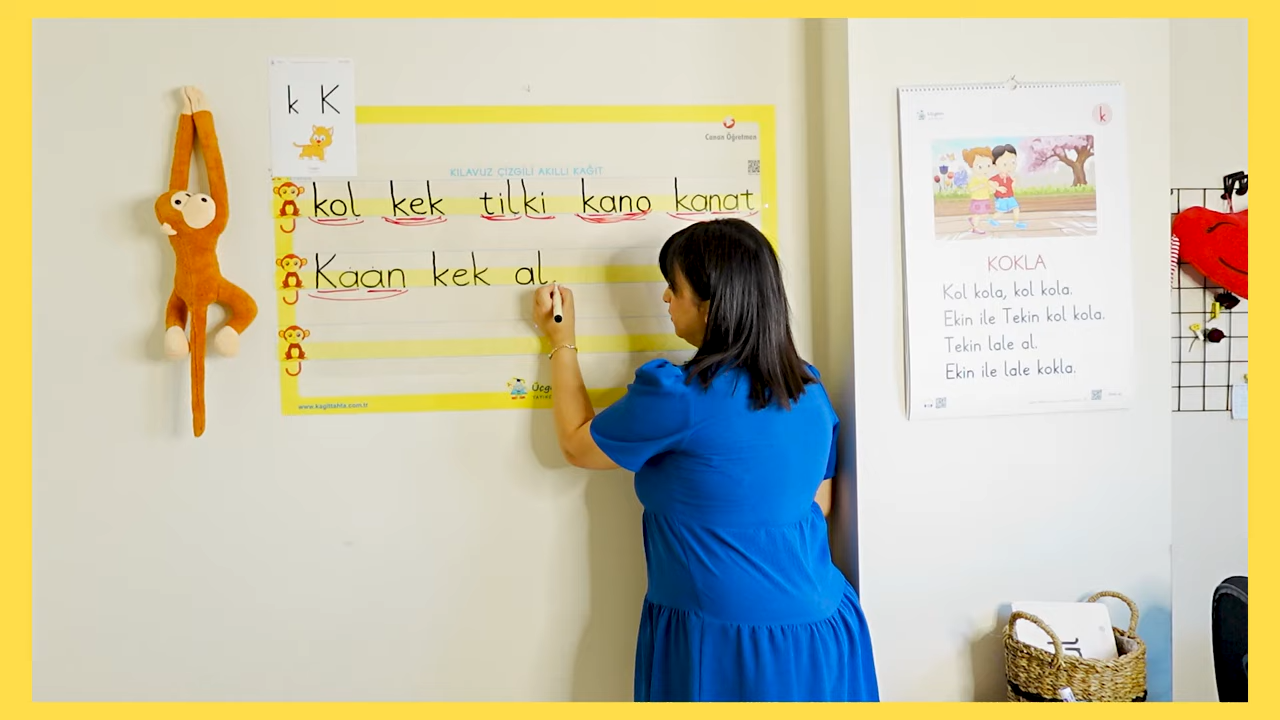 k K
Canan Öğretmen
KILAVUZ ÇİZGİLİ AKILLI KAĞIT
kol kek tilki kano kanat
Kaan kek al.
www.kagittahta.com.tr
k
KOKLA
Kol kola, kol kola.
Ekin ile Tekin kol kola.
Tekin lale al.
Ekin ile lale kokla.